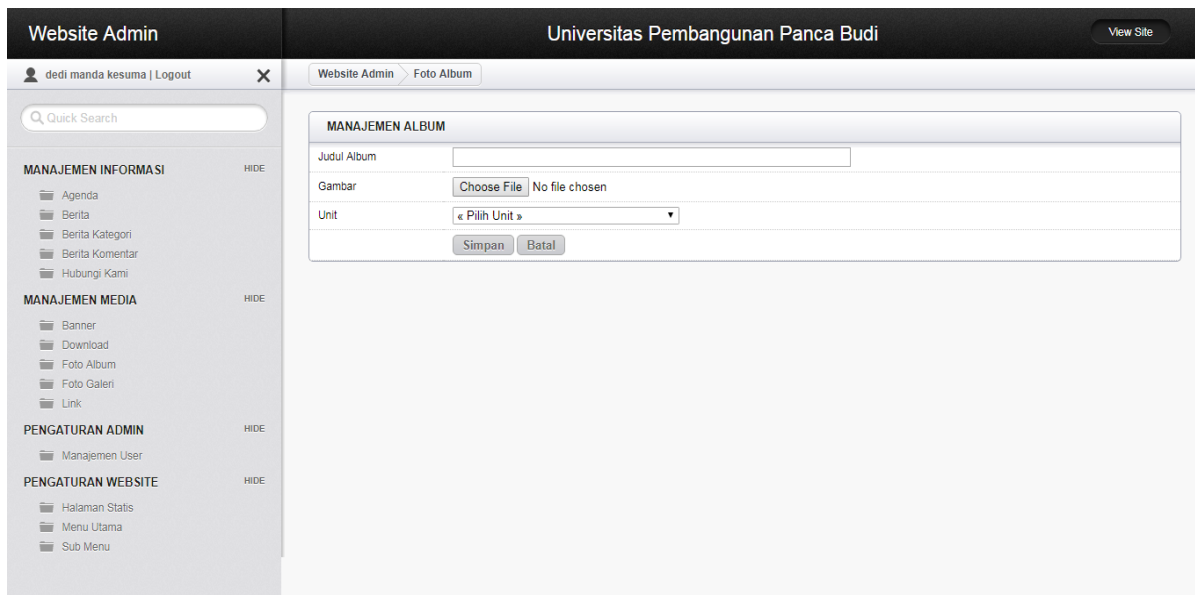 Website Admin
Universitas Pembangunan Panca Budi
View Site
dedi manda kesuma | Logout
Website Admin
Foto Album
Quick Search
MANAJEMEN INFORMASI HIDE
Agenda
Berita
Berita Kategori
Berita Komentar
Hubungi Kami
MANAJEMEN MEDIA HIDE
Banner
Download
Foto Album
Foto Galeri
Link
PENGATURAN ADMIN HIDE
Manajemen User
PENGATURAN WEBSITE HIDE
Halaman Statis
Menu Utama
Sub Menu
MANAJEMEN ALBUM
Judul Album
Gambar Choose File No file chosen
Unit « Pilih Unit »
Simpan Batal